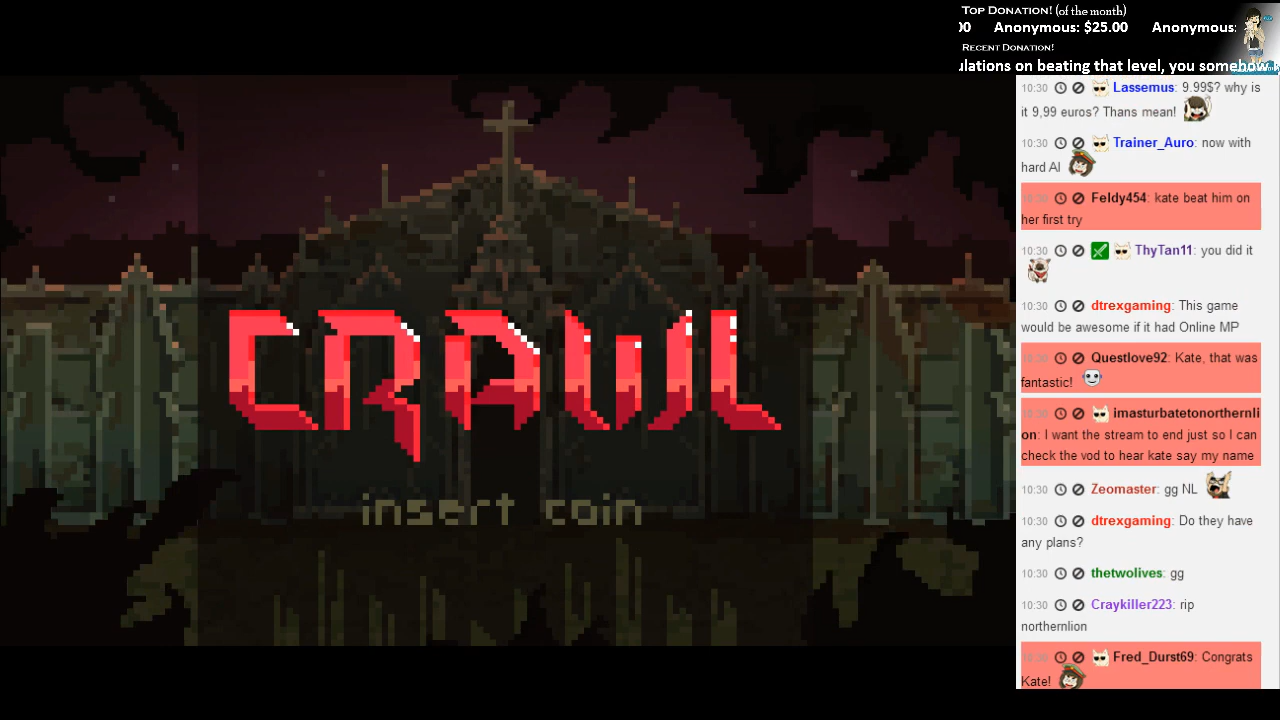 TOP DONATION! (of the month)
00 Anonymous: $25.00 Anonymous:
RECENT DONATION!
ulations on beating that level, you somehow
10:30 Lassemus: 9.99$? why is
it 9,99 euros? Thans mean!
10:30 Trainer_Auro: now with
hard AI
10:30 Feldy454: kate beat him on
her first try
10:30 ThyTan11: you did it
10:30 dtrexgaming: This game
would be awesome if it had Online MP
10:30 Questlove92: Kate, that was
fantastic!
10:30 imasturbatetonorthernli
on: I want the stream to end just so I can
check the vod to hear kate say my name
10:30 Zeomaster: gg NL
10:30 dtrexgaming: Do they have
any plans?
10:30 thetwolives: gg
10:30 Craykiller223: rip
northernlion
10:30 Fred_Durst69: Congrats
Kate!
CRAWL
insert coin